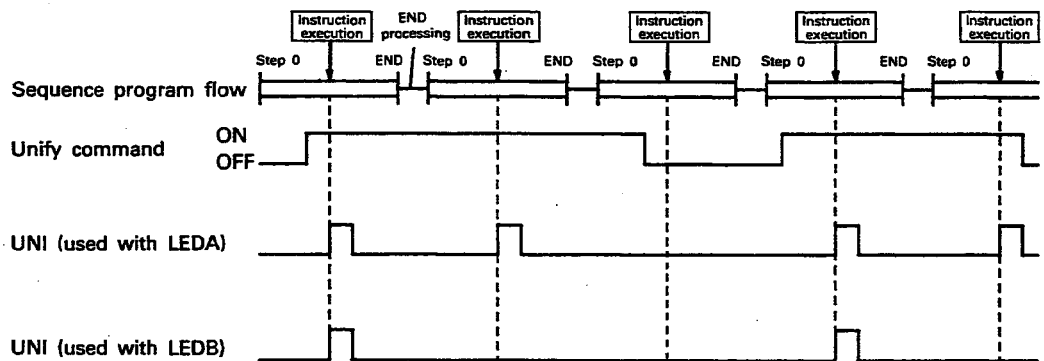 Instruction execution
END processing
Instruction execution
Instruction execution
Instruction execution
Instruction execution
Step 0 END Step 0 END Step 0 END Step 0 END Step 0
Sequence program flow
ON
Unify command
OFF
UNI (used with LEDA)
UNI (used with LEDB)